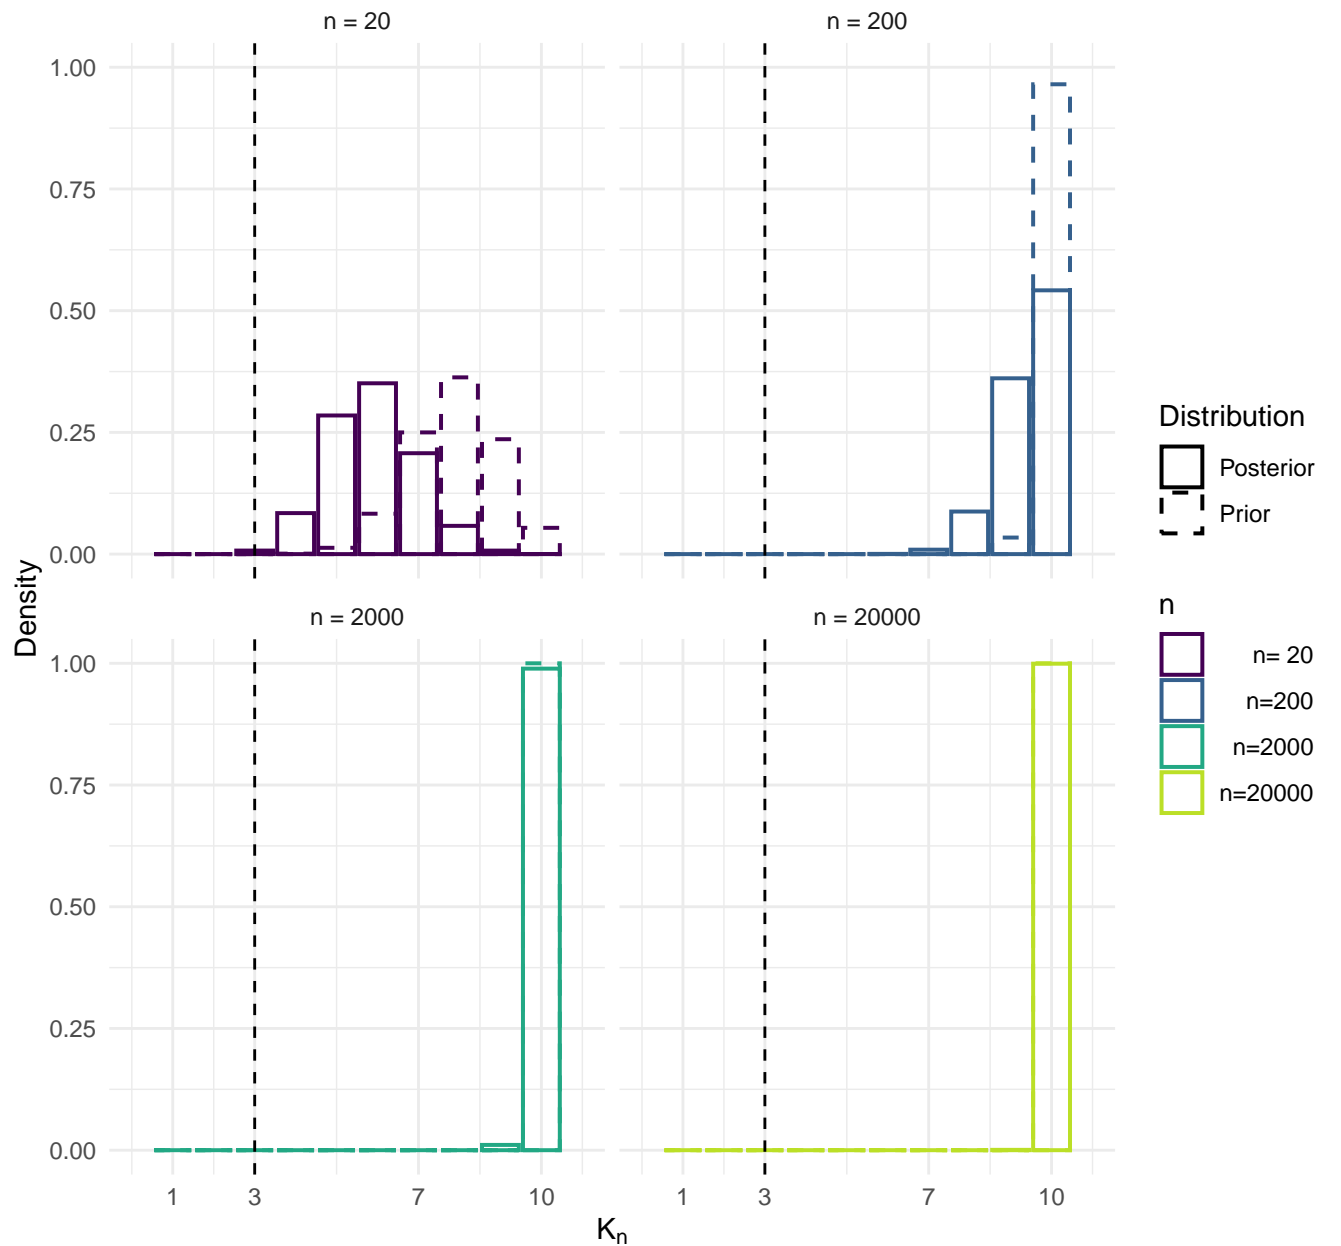 n = 20
n = 200
1.00
0.75
0.50
0.25
0.00
n = 2000
n = 20000
1.00
0.75
0.50
0.25
0.00
1 3 7 10
1 3 7 10
Density
Kn
Distribution
Posterior
Prior
n
n= 20
n=200
n=2000
n=20000